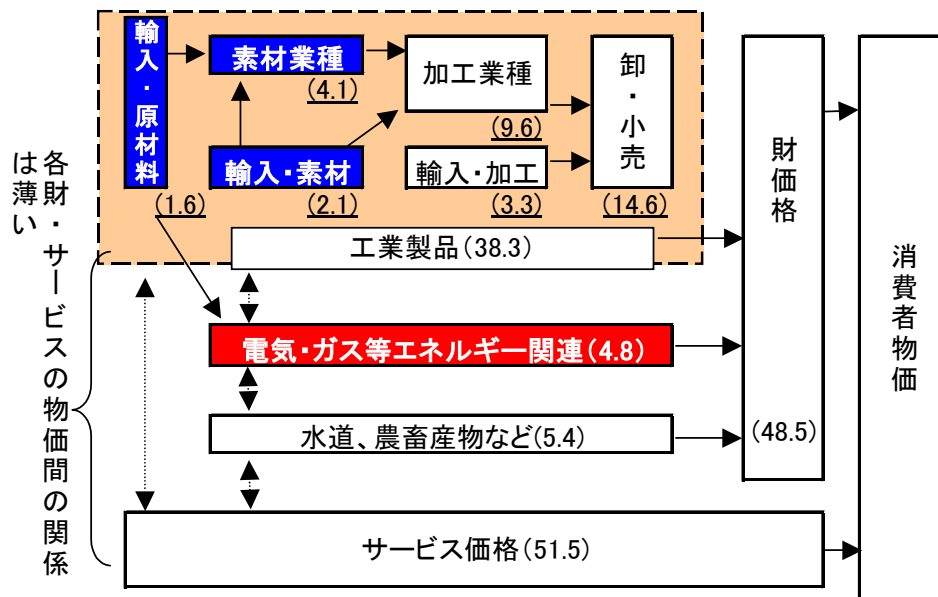 輸入・原材料
(1.6)
素材業種
(4.1)
輸入・素材
(2.1)
加工業種
(9.6)
輸入・加工
(3.3)
卸・小売
(14.6)
工業製品(38.3)
電気・ガス等エネルギー関連(4.8)
水道、農畜産物など(5.4)
サービス価格(51.5)
財価格
(48.5)
消費者物価
各財・サービスの物価間の関係
は薄い